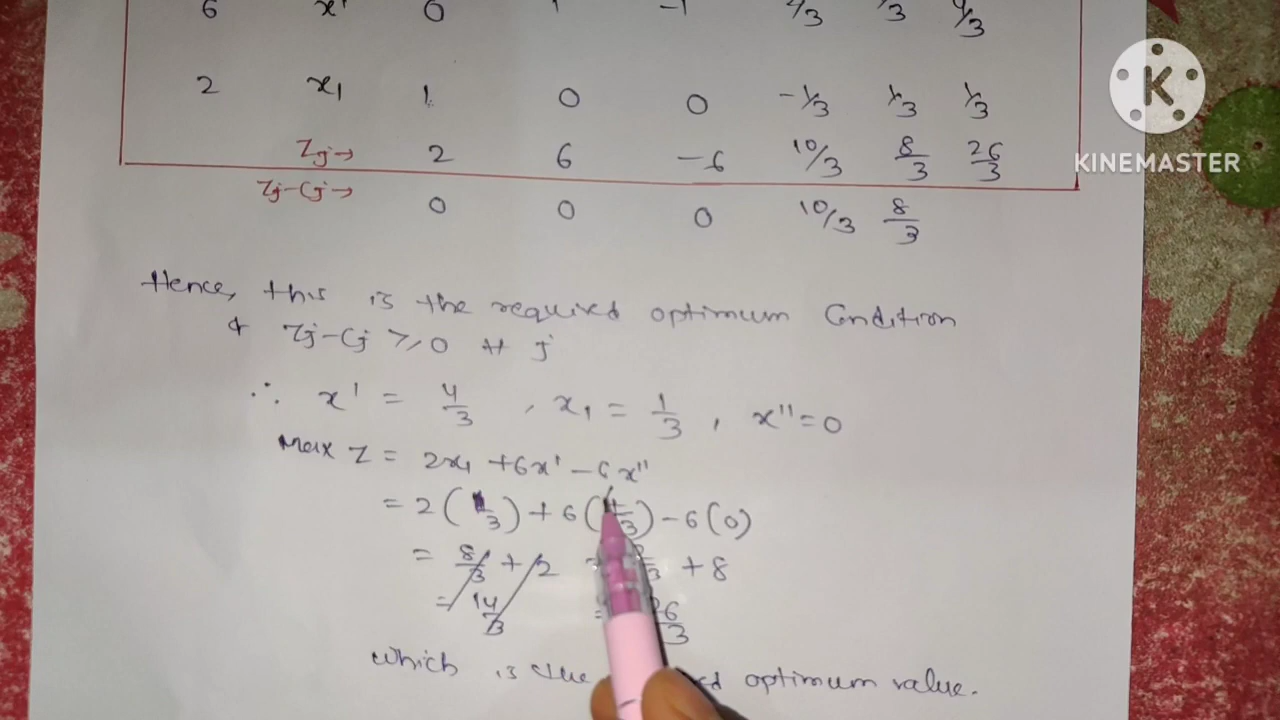 6 x' 0 1 -1 2/3 1/3 4/3
2 x1 1 0 0 -1/3 1/3 1/3
Zj→ 2 6 -6 10/3 8/3 26/3
Zj-Cj→ 0 0 0 10/3 8/3
K
KINEMASTER
Hence, this is the required optimum Condition
& Zj-Cj ≥ 0 ∀ j
∴ x' = 4/3 , x1 = 1/3 , x'' = 0
Max Z = 2x1 + 6x' - 6x''
= 2(1/3) + 6( /3) - 6(0)
= 8/3 + 2 = /3 + 8
= 14/3 = 26/3
which is the optimum value.